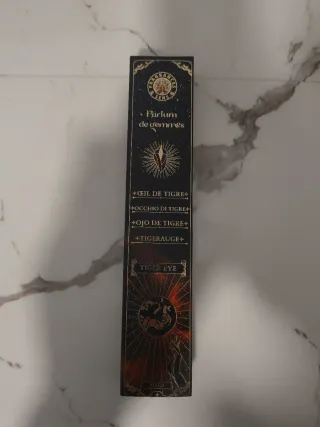 Parfum
de gemmes
ŒIL DE TIGRE
OCCHIO DI TIGRE
OJO DE TIGRE
TIGERAUGE
TIGER EYE